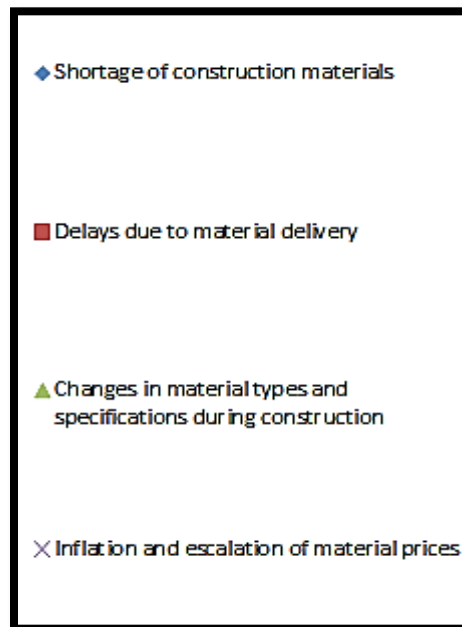 Shortage of construction materials
Delays due to material delivery
Changes in material types and
specifications during construction
Inflation and escalation of material prices